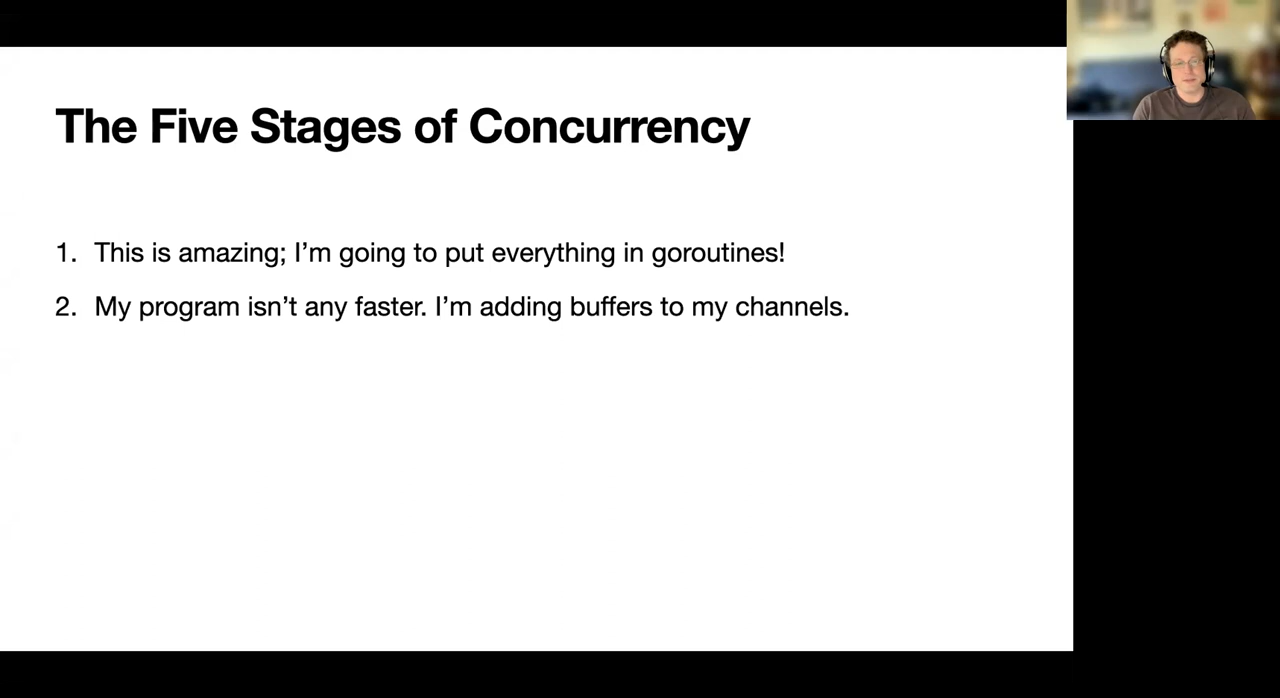 The Five Stages of Concurrency
1. This is amazing; I’m going to put everything in goroutines!
2. My program isn’t any faster. I’m adding buffers to my channels.